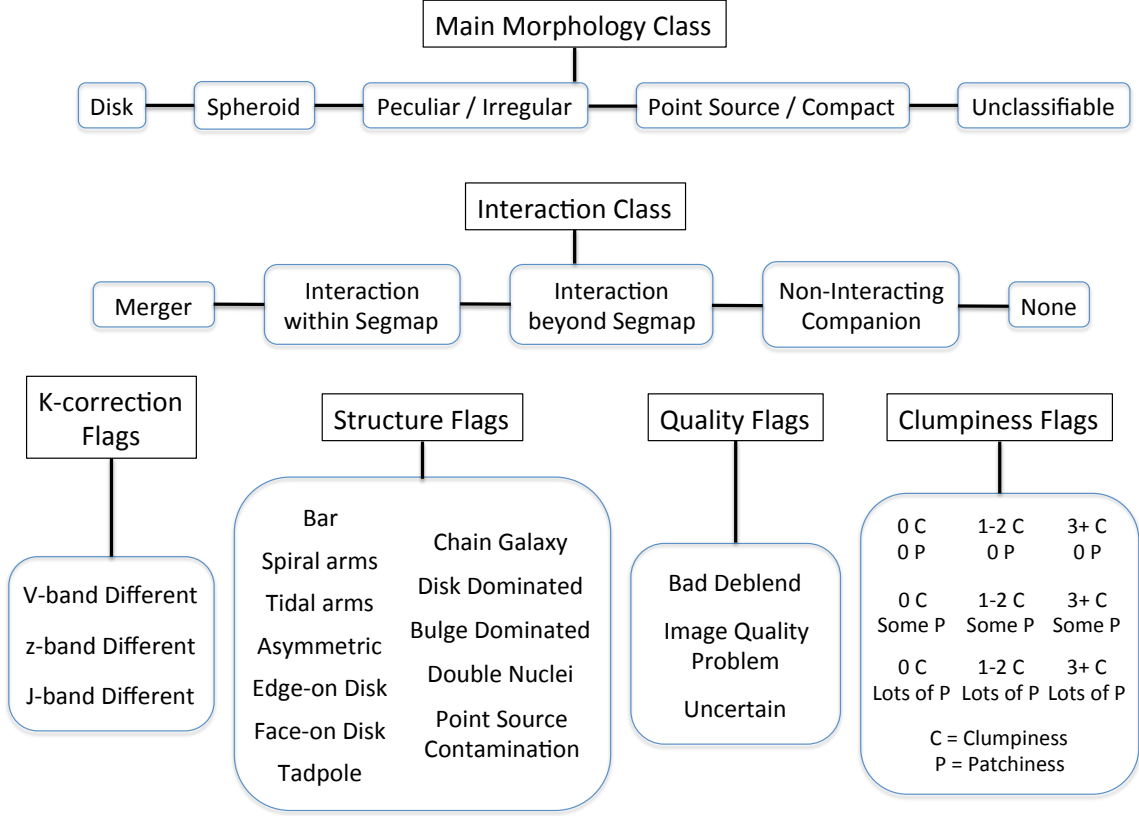 Main Morphology Class
Disk
Spheroid
Peculiar / Irregular
Point Source / Compact
Unclassifiable
Interaction Class
Merger
Interaction
within Segmap
Interaction
beyond Segmap
Non-Interacting
Companion
None
K-correction
Flags
V-band Different
z-band Different
J-band Different
Structure Flags
Bar
Spiral arms
Tidal arms
Asymmetric
Edge-on Disk
Face-on Disk
Tadpole
Chain Galaxy
Disk Dominated
Bulge Dominated
Double Nuclei
Point Source
Contamination
Quality Flags
Bad Deblend
Image Quality
Problem
Uncertain
Clumpiness Flags
0 C
0 P
1-2 C
0 P
3+ C
0 P
0 C
Some P
1-2 C
Some P
3+ C
Some P
0 C
Lots of P
1-2 C
Lots of P
3+ C
Lots of P
C = Clumpiness
P = Patchiness